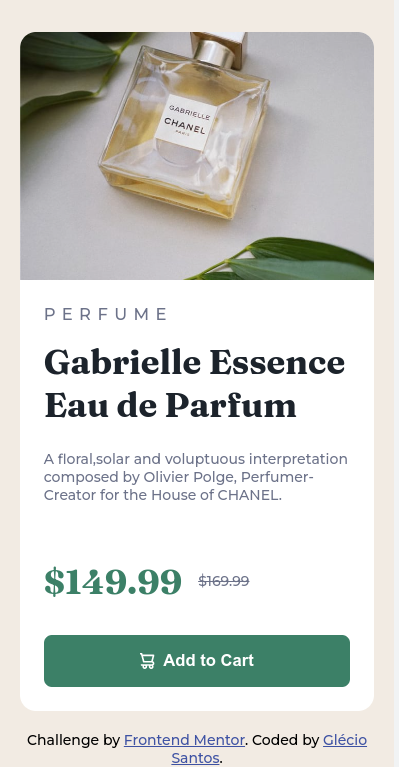 GABRIELLE
CHANEL
PARIS
PERFUME
Gabrielle Essence
Eau de Parfum
A floral,solar and voluptuous interpretation
composed by Olivier Polge, Perfumer-
Creator for the House of CHANEL.
$149.99 $169.99
Add to Cart
Challenge by Frontend Mentor. Coded by Glécio
Santos.